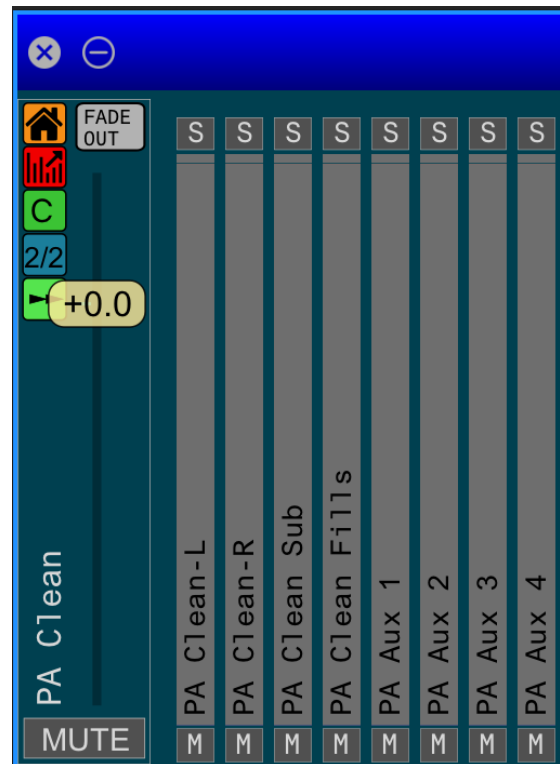 FADE
OUT
C
2/2
+0.0
PA Clean
MUTE
S S S S S S S S
PA Clean-L
PA Clean-R
PA Clean Sub
PA Clean Fills
PA Aux 1
PA Aux 2
PA Aux 3
PA Aux 4
M M M M M M M M